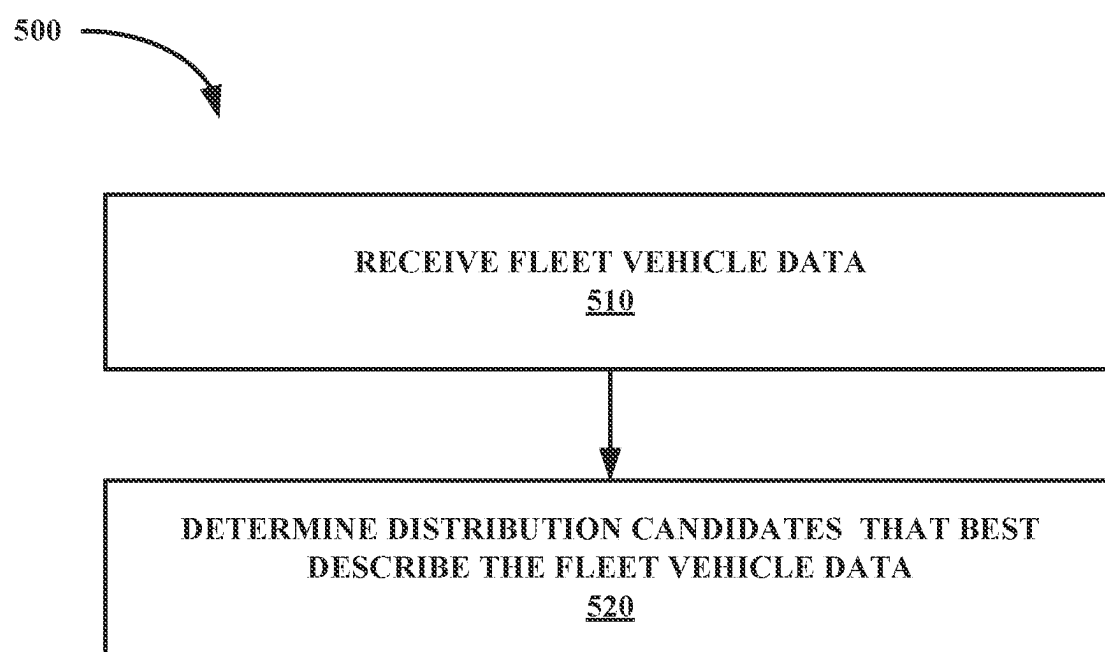 500
RECEIVE FLEET VEHICLE DATA
510
DETERMINE DISTRIBUTION CANDIDATES THAT BEST
DESCRIBE THE FLEET VEHICLE DATA
520